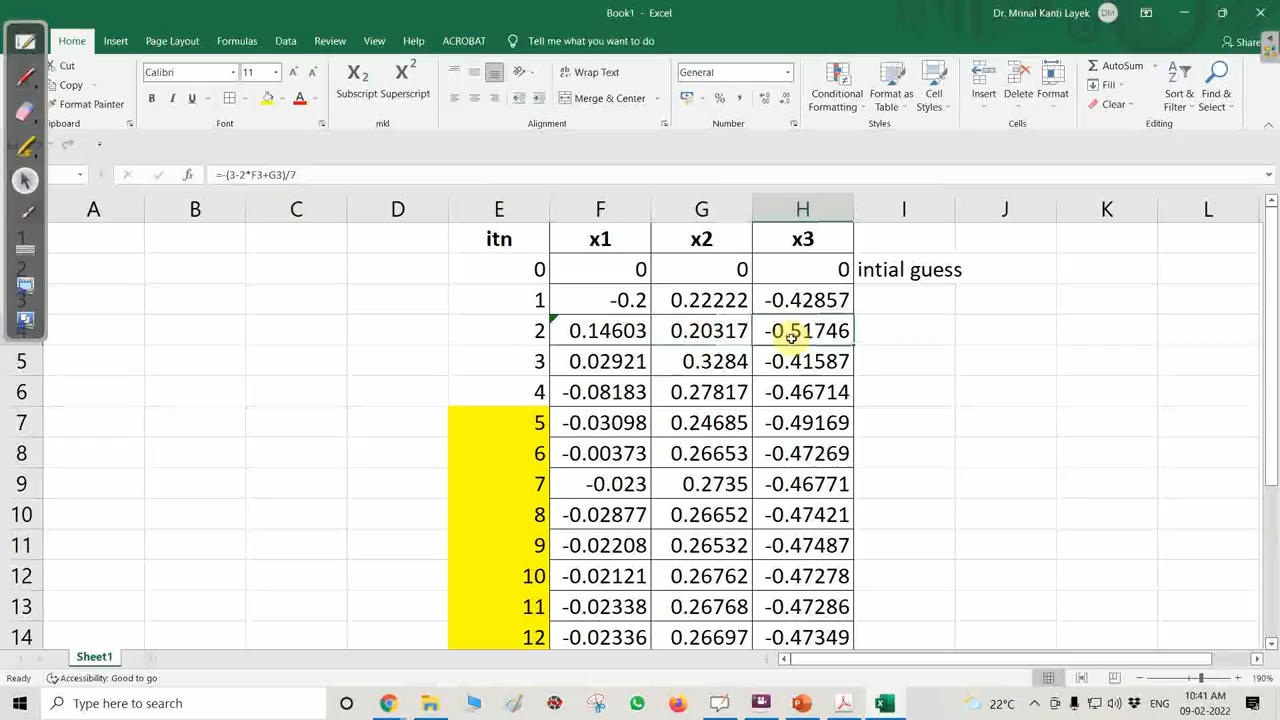 Book1 - Excel
Dr. Mrinal Kanti Layek
DM
Home Insert Page Layout Formulas Data Review View Help ACROBAT Tell me what you want to do
Share
Cut
Copy
Format Painter
Calibri 11
Subscript Superscript
Wrap Text
Merge & Center
General
Conditional Formatting
Format as Table
Cell Styles
Insert Delete Format
AutoSum
Fill
Clear
Sort & Filter
Find & Select
lipboard Font mkl Alignment Number Styles Cells Editing
=-(3-2*F3+G3)/7
A B C D E F G H I J K L
1 itn x1 x2 x3
2 0 0 0 0 intial guess
3 1 -0.2 0.22222 -0.42857
2 0.14603 0.20317 -0.51746
5 3 0.02921 0.3284 -0.41587
6 4 -0.08183 0.27817 -0.46714
7 5 -0.03098 0.24685 -0.49169
8 6 -0.00373 0.26653 -0.47269
9 7 -0.023 0.2735 -0.46771
10 8 -0.02877 0.26652 -0.47421
11 9 -0.02208 0.26532 -0.47487
12 10 -0.02121 0.26762 -0.47278
13 11 -0.02338 0.26768 -0.47286
14 12 -0.02336 0.26697 -0.47349
Sheet1
Ready Accessibility: Good to go 190%
Type here to search
22°C
10:41 AM
09-02-2022